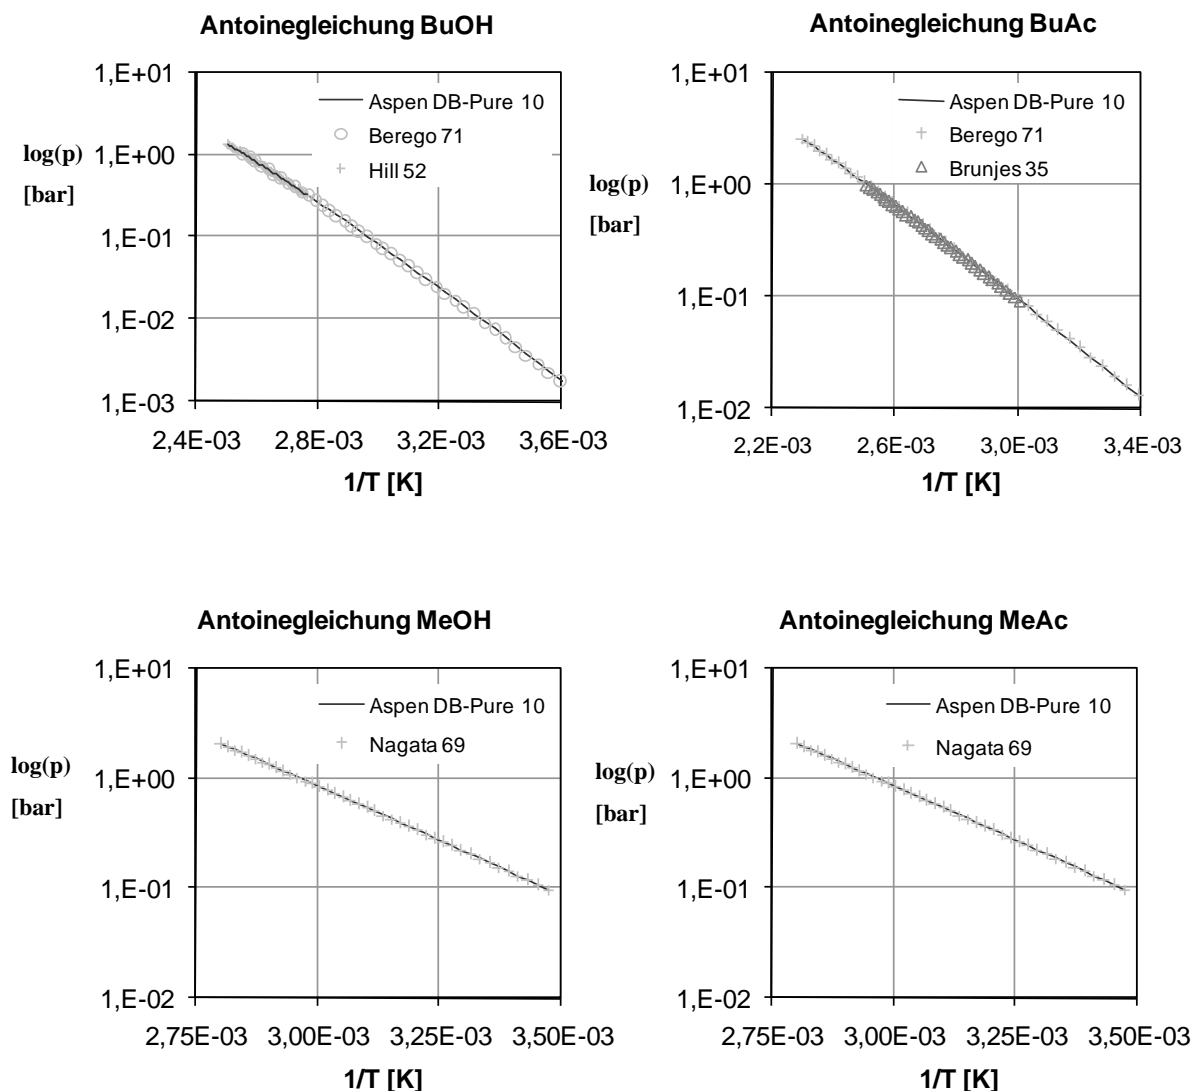 Antoinegleichung BuOH
1,E+01
1,E+00
1,E-01
1,E-02
1,E-03
log(p)
[bar]
Aspen DB-Pure 10
Berego 71
Hill 52
2,4E-03 2,8E-03 3,2E-03 3,6E-03
1/T [K]
Antoinegleichung BuAc
1,E+01
1,E+00
1,E-01
1,E-02
log(p)
[bar]
Aspen DB-Pure 10
Berego 71
Brunjes 35
2,2E-03 2,6E-03 3,0E-03 3,4E-03
1/T [K]
Antoinegleichung MeOH
1,E+01
1,E+00
1,E-01
1,E-02
log(p)
[bar]
Aspen DB-Pure 10
Nagata 69
2,75E-03 3,00E-03 3,25E-03 3,50E-03
1/T [K]
Antoinegleichung MeAc
1,E+01
1,E+00
1,E-01
1,E-02
log(p)
[bar]
Aspen DB-Pure 10
Nagata 69
2,75E-03 3,00E-03 3,25E-03 3,50E-03
1/T [K]